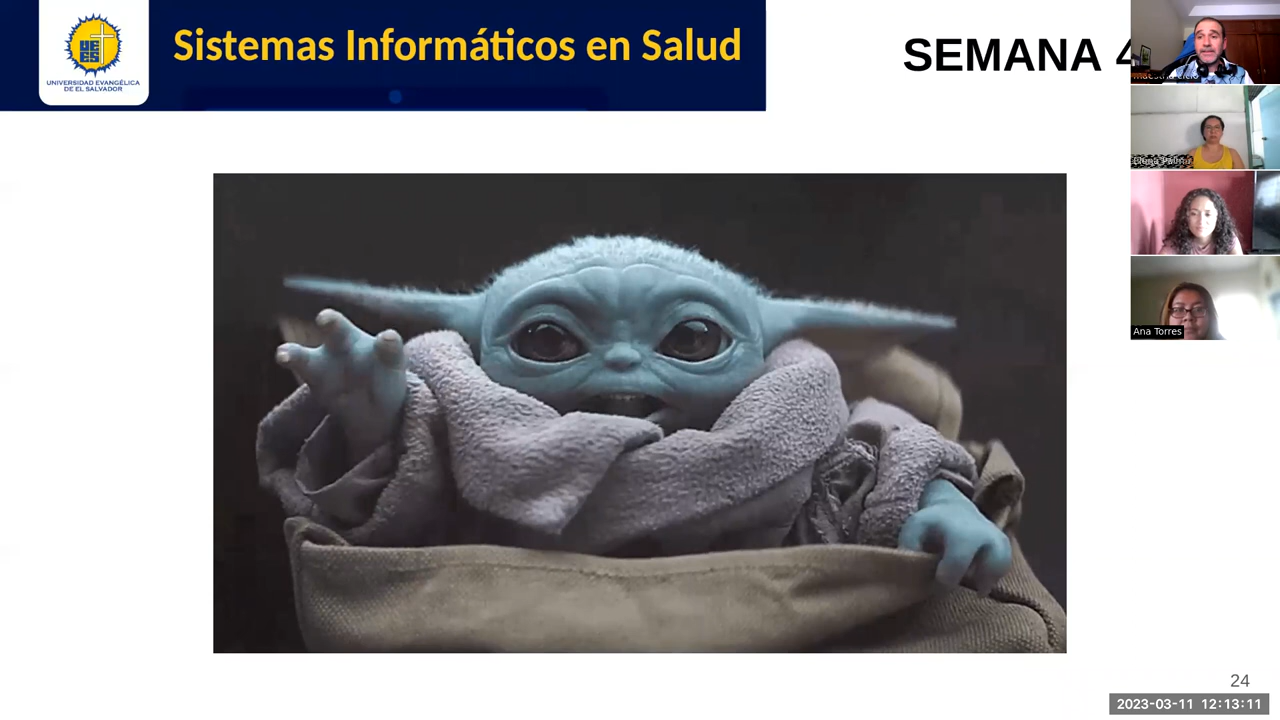 Sistemas Informáticos en Salud
SEMANA 4
UNIVERSIDAD EVANGÉLICA
DE EL SALVADOR
UEES
Ana Torres
24
2023-03-11 12:13:11